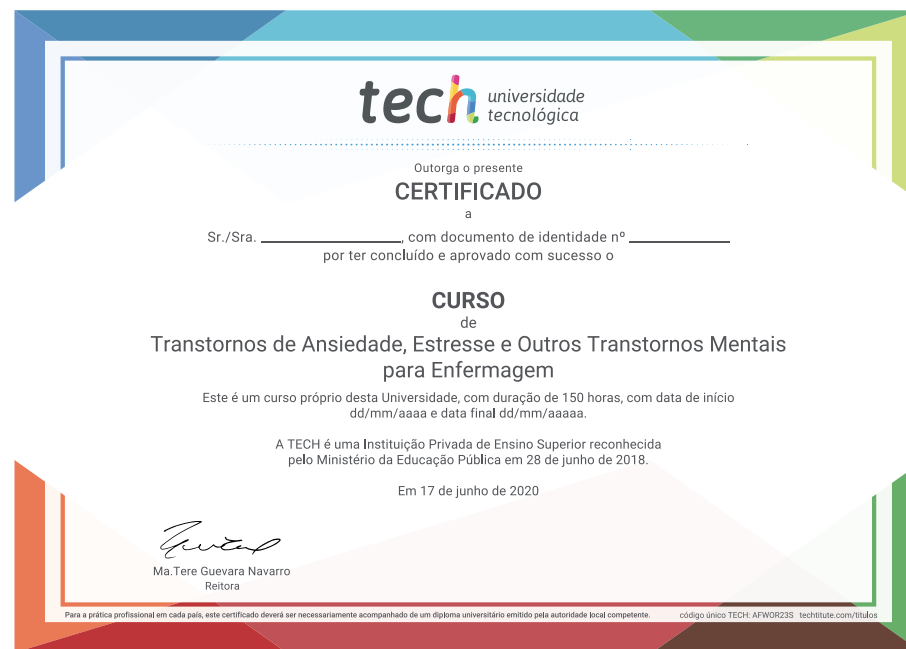 tech universidade
tecnológica
Outorga o presente
CERTIFICADO
a
Sr./Sra. ______________, com documento de identidade nº __________
por ter concluído e aprovado com sucesso o
CURSO
de
Transtornos de Ansiedade, Estresse e Outros Transtornos Mentais
para Enfermagem
Este é um curso próprio desta Universidade, com duração de 150 horas, com data de início
dd/mm/aaaa e data final dd/mm/aaaaa.
A TECH é uma Instituição Privada de Ensino Superior reconhecida
pelo Ministério da Educação Pública em 28 de junho de 2018.
Em 17 de junho de 2020
Ma.Tere Guevara Navarro
Reitora
Para a prática profissional em cada país, este certificado deverá ser necessariamente acompanhado de um diploma universitário emitido pela autoridade local competente. código único TECH: AFWOR23S techtitute.com/titulos